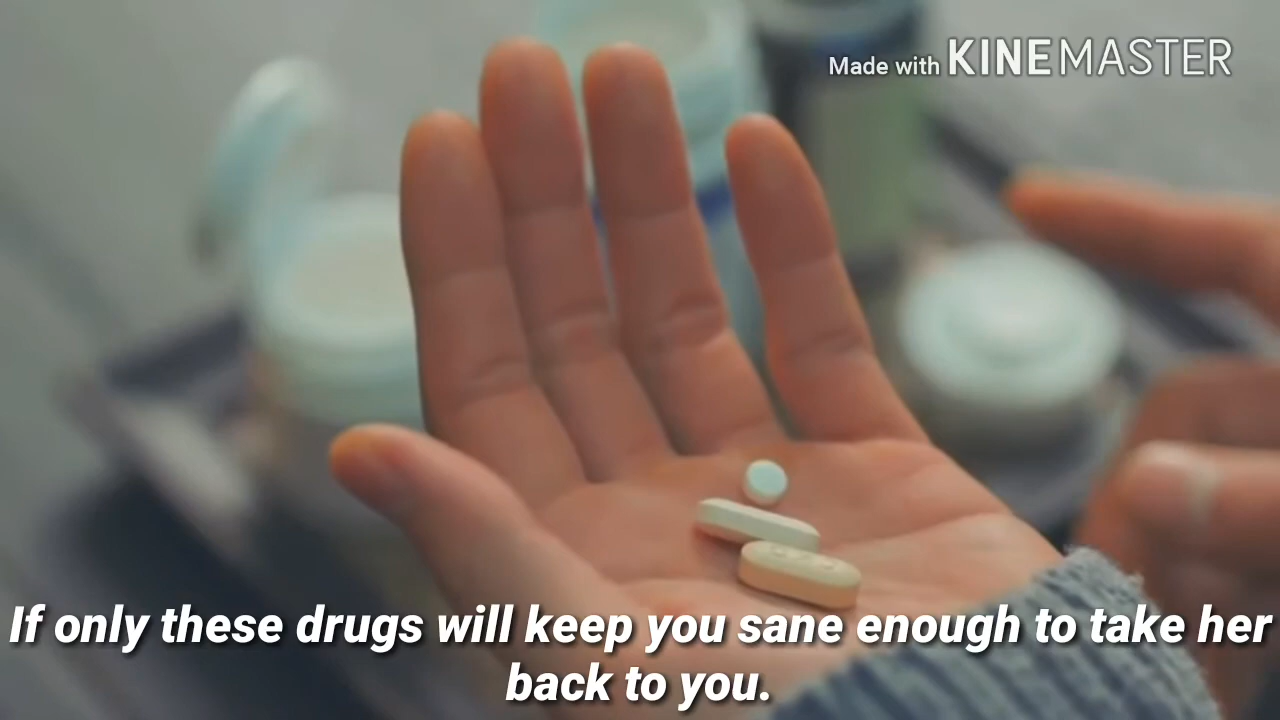 Made with KINEMASTER
If only these drugs will keep you sane enough to take her
back to you.